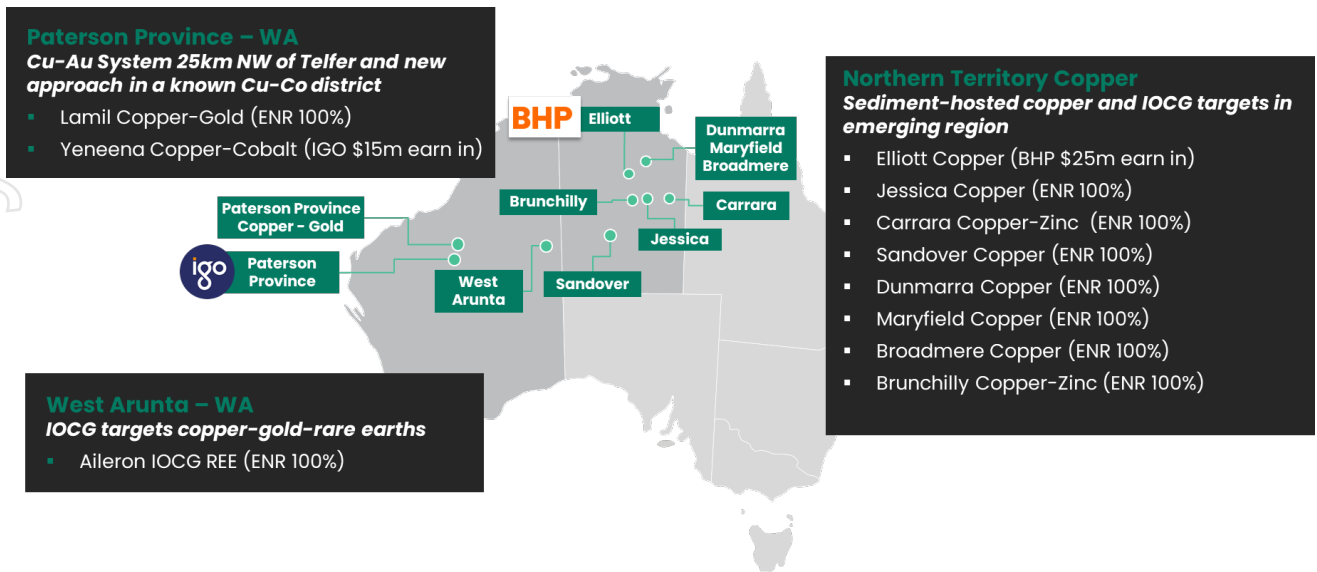 Paterson Province – WA
Cu-Au System 25km NW of Telfer and new
approach in a known Cu-Co district
▪ Lamil Copper-Gold (ENR 100%)
▪ Yeneena Copper-Cobalt (IGO $15m earn in)
BHP
Elliott
Dunmarra
Maryfield
Broadmere
Brunchilly
Carrara
Jessica
Paterson Province
Copper - Gold
igo
Paterson
Province
West
Arunta
Sandover
Northern Territory Copper
Sediment-hosted copper and IOCG targets in
emerging region
▪ Elliott Copper (BHP $25m earn in)
▪ Jessica Copper (ENR 100%)
▪ Carrara Copper-Zinc (ENR 100%)
▪ Sandover Copper (ENR 100%)
▪ Dunmarra Copper (ENR 100%)
▪ Maryfield Copper (ENR 100%)
▪ Broadmere Copper (ENR 100%)
▪ Brunchilly Copper-Zinc (ENR 100%)
West Arunta – WA
IOCG targets copper-gold-rare earths
▪ Aileron IOCG REE (ENR 100%)